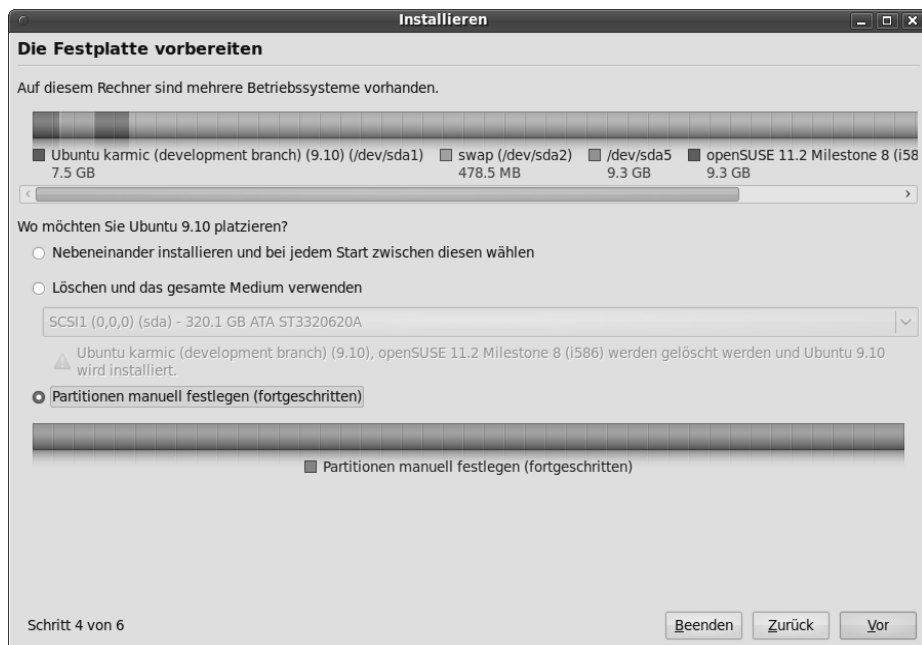 Installieren
Die Festplatte vorbereiten
Auf diesem Rechner sind mehrere Betriebssysteme vorhanden.
Ubuntu karmic (development branch) (9.10) (/dev/sda1) swap (/dev/sda2) /dev/sda5 openSUSE 11.2 Milestone 8 (i58
7.5 GB 478.5 MB 9.3 GB 9.3 GB
Wo möchten Sie Ubuntu 9.10 platzieren?
Nebeneinander installieren und bei jedem Start zwischen diesen wählen
Löschen und das gesamte Medium verwenden
SCSI1 (0,0,0) (sda) - 320.1 GB ATA ST3320620A
Ubuntu karmic (development branch) (9.10), openSUSE 11.2 Milestone 8 (i586) werden gelöscht werden und Ubuntu 9.10
wird installiert.
Partitionen manuell festlegen (fortgeschritten)
Partitionen manuell festlegen (fortgeschritten)
Schritt 4 von 6 Beenden Zurück Vor